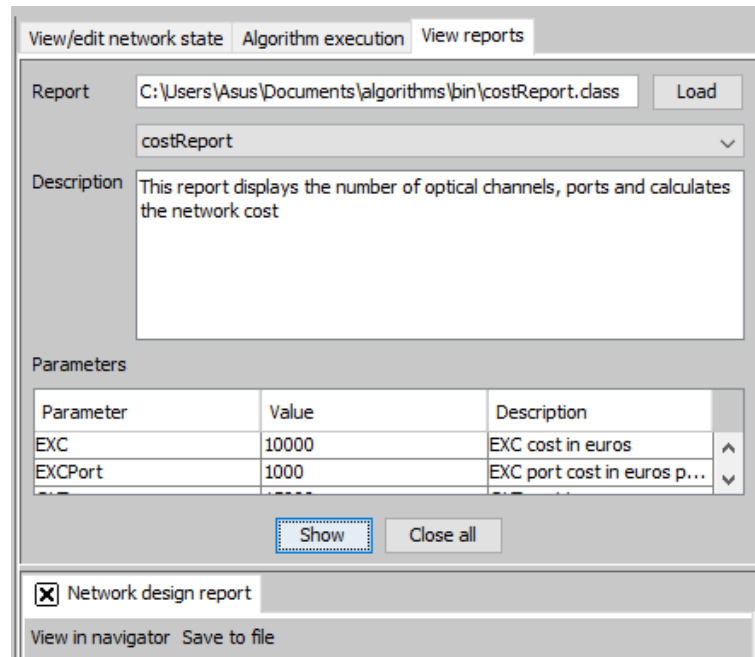 View/edit network state Algorithm execution View reports
Report C:\Users\Asus\Documents\algorithms\bin\costReport.class Load
costReport
Description This report displays the number of optical channels, ports and calculates
the network cost
Parameters
Parameter Value Description
EXC 10000 EXC cost in euros
EXCPort 1000 EXC port cost in euros p...
Show Close all
Network design report
View in navigator Save to file